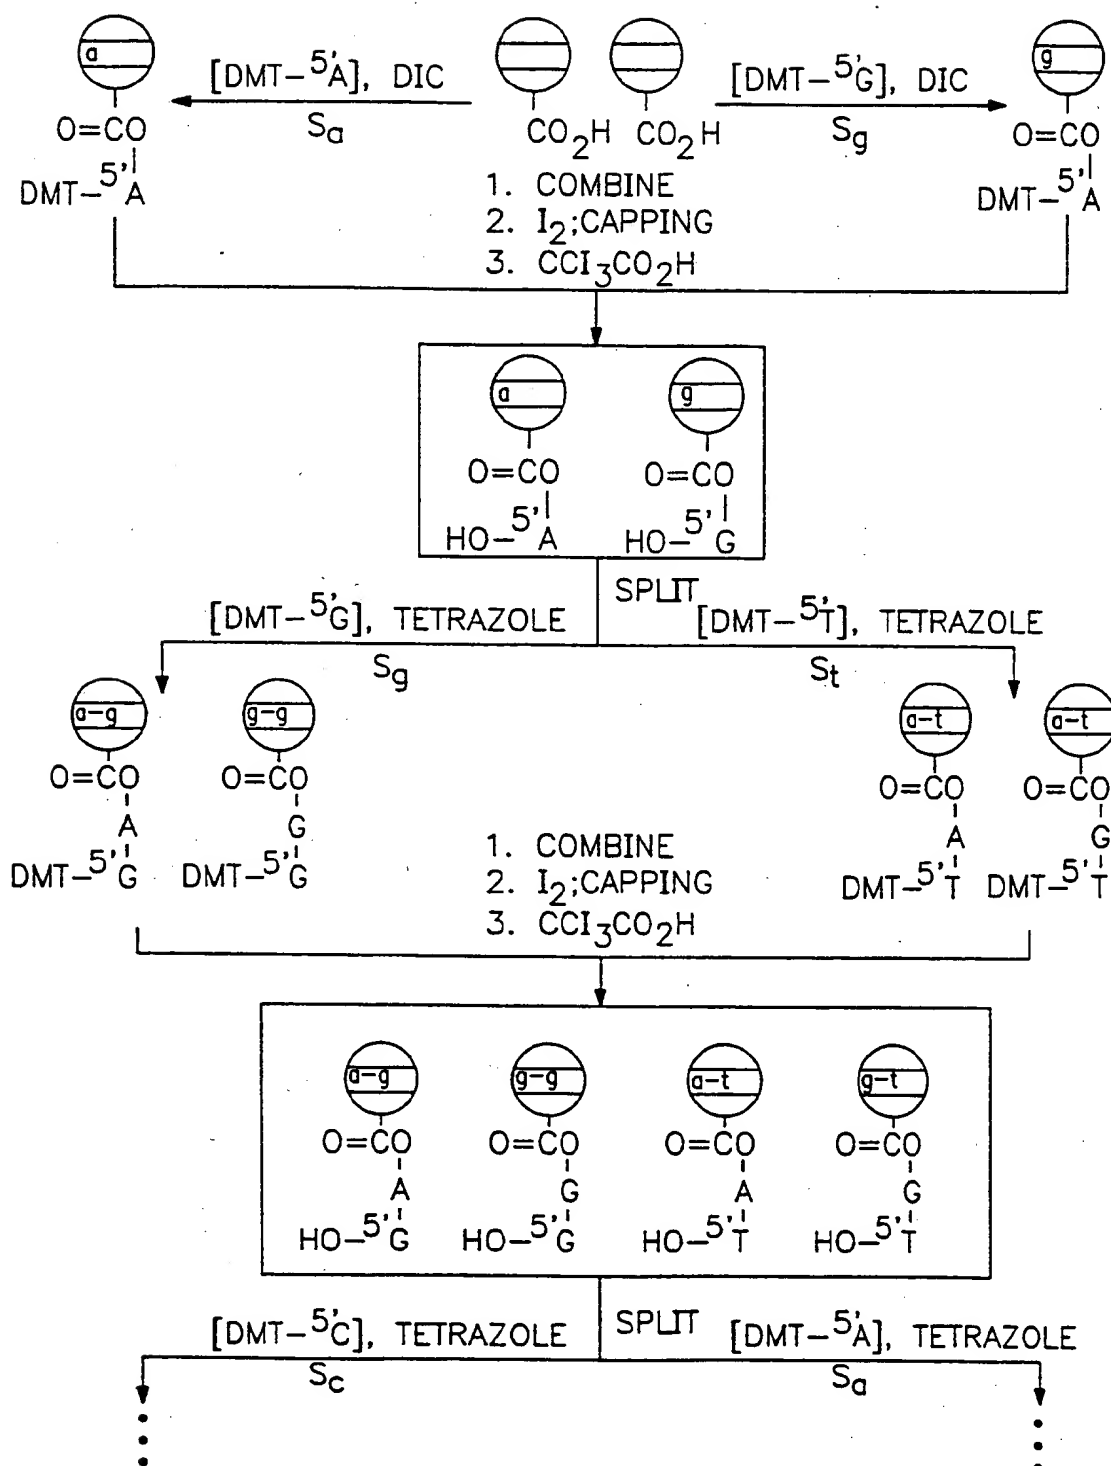 a
g
[DMT-5'A], DIC
[DMT-5'G], DIC
Sa
Sg
O=CO
CO2H
CO2H
O=CO
DMT-5'A
DMT-5'A
1. COMBINE
2. I2;CAPPING
3. CCI3CO2H
a
g
O=CO
O=CO
HO-5'A
HO-5'G
SPLIT
[DMT-5'G], TETRAZOLE
[DMT-5'T], TETRAZOLE
Sg
St
a-g
g-g
a-t
a-t
O=CO
O=CO
O=CO
O=CO
A
G
A
G
DMT-5'G
DMT-5'G
DMT-5'T
DMT-5'T
1. COMBINE
2. I2;CAPPING
3. CCI3CO2H
a-g
g-g
a-t
g-t
O=CO
O=CO
O=CO
O=CO
A
G
A
G
HO-5'G
HO-5'G
HO-5'T
HO-5'T
[DMT-5'C], TETRAZOLE
SPLIT
[DMT-5'A], TETRAZOLE
Sc
Sa